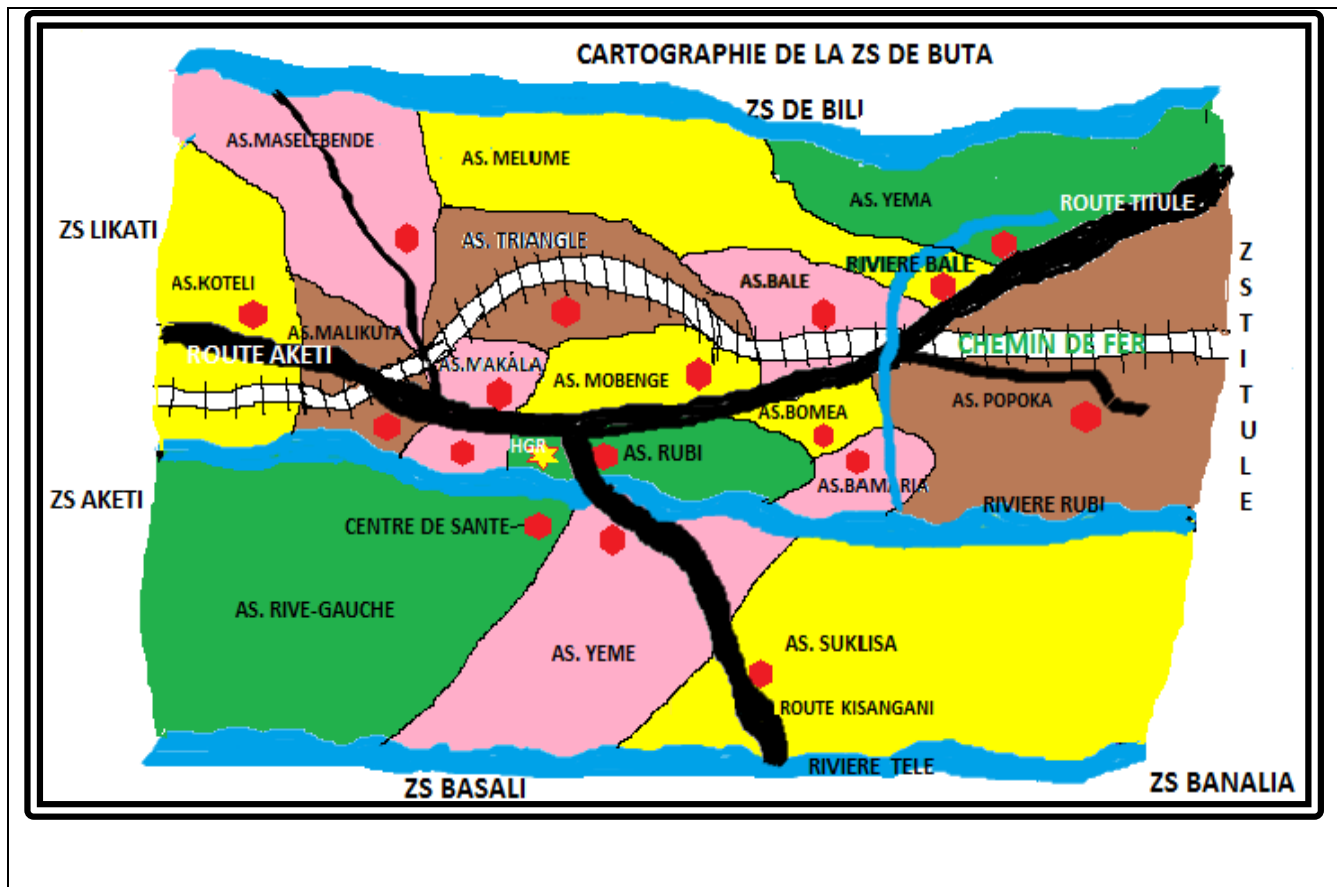 CARTOGRAPHIE DE LA ZS DE BUTA
ZS DE BILI
AS.MASELEBENDE
AS. MELUME
AS. YEMA
ROUTE TITULE
ZS LIKATI
AS. TRIANGLE
RIVIERE BALE
AS.KOTELI
AS.BALE
ZS TITULE
AS.MALIKUTA
ROUTE AKETI
CHEMIN DE FER
AS.MAKALA
AS. MOBENGE
AS. POPOKA
AS.BOMEA
HGR
AS. RUBI
AS.BAMARIA
ZS AKETI
RIVIERE RUBI
CENTRE DE SANTE
AS. RIVE-GAUCHE
AS. YEME
AS. SUKLISA
ROUTE KISANGANI
RIVIERE TELE
ZS BASALI
ZS BANALIA